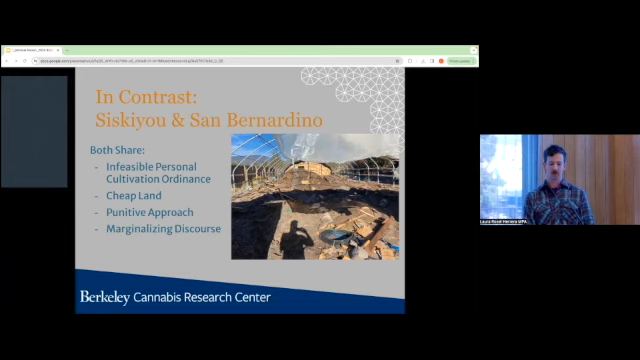 In Contrast:
Siskiyou & San Bernardino
Both Share:
- Infeasible Personal
Cultivation Ordinance
- Cheap Land
- Punitive Approach
- Marginalizing Discourse
Berkeley Cannabis Research Center